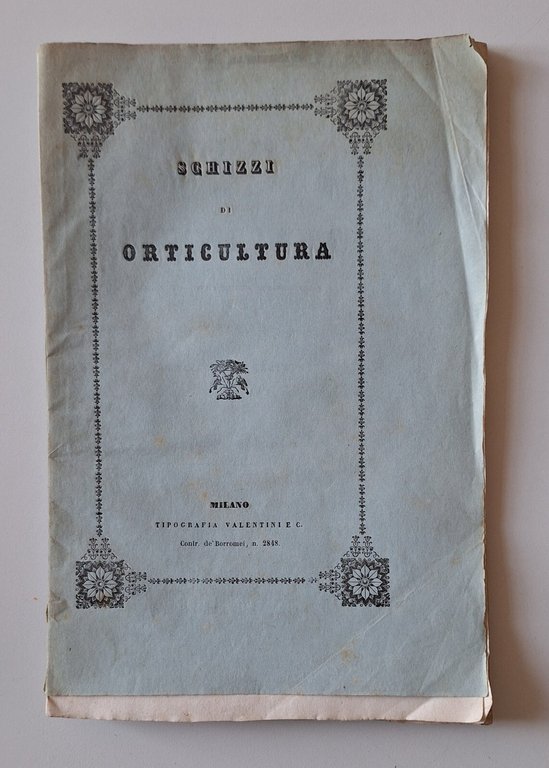 SCHIZZI
DI
ORTICULTURA
MILANO
TIPOGRAFIA VALENTINI E C.
Contr. de' Borromei, n. 2848.